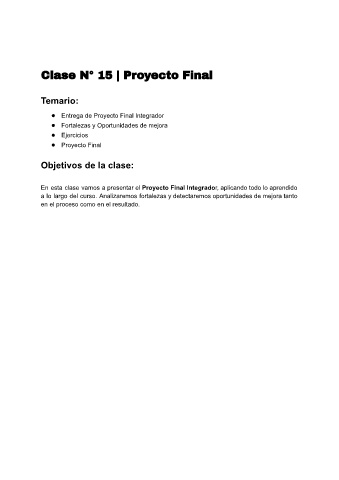 Clase N° 15 | Proyecto Final
Temario:
● Entrega de Proyecto Final Integrador
● Fortalezas y Oportunidades de mejora
● Ejercicios
● Proyecto Final
Objetivos de la clase:
En esta clase vamos a presentar el Proyecto Final Integrador, aplicando todo lo aprendido
a lo largo del curso. Analizaremos fortalezas y detectaremos oportunidades de mejora tanto
en el proceso como en el resultado.